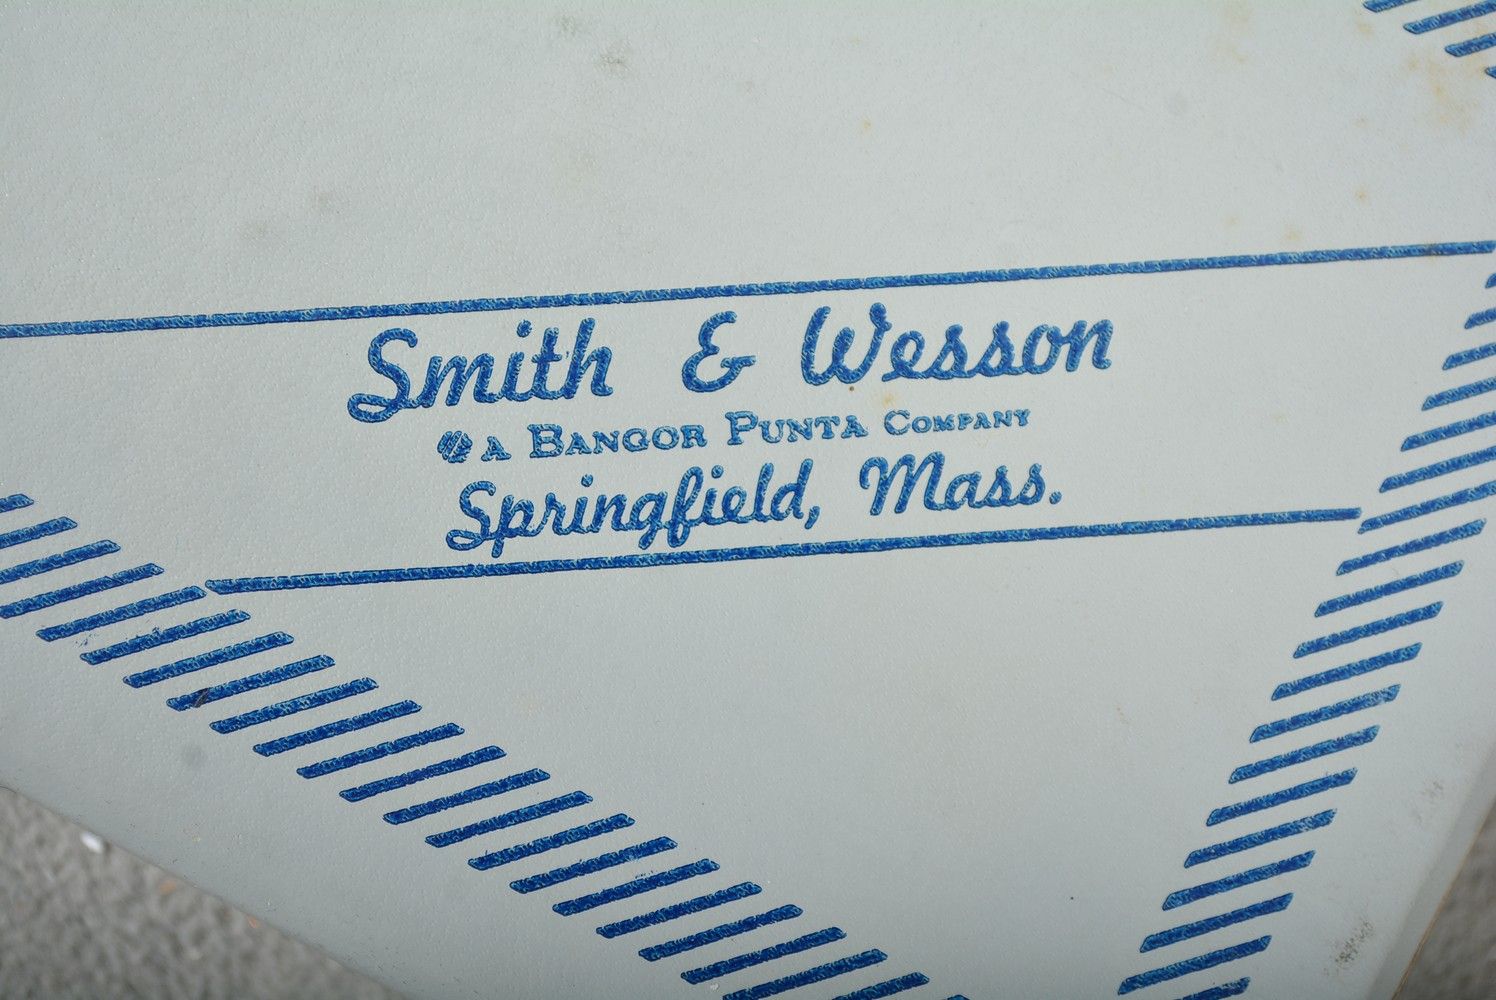 Smith & Wesson
A BANGOR PUNTA COMPANY
Springfield, Mass.